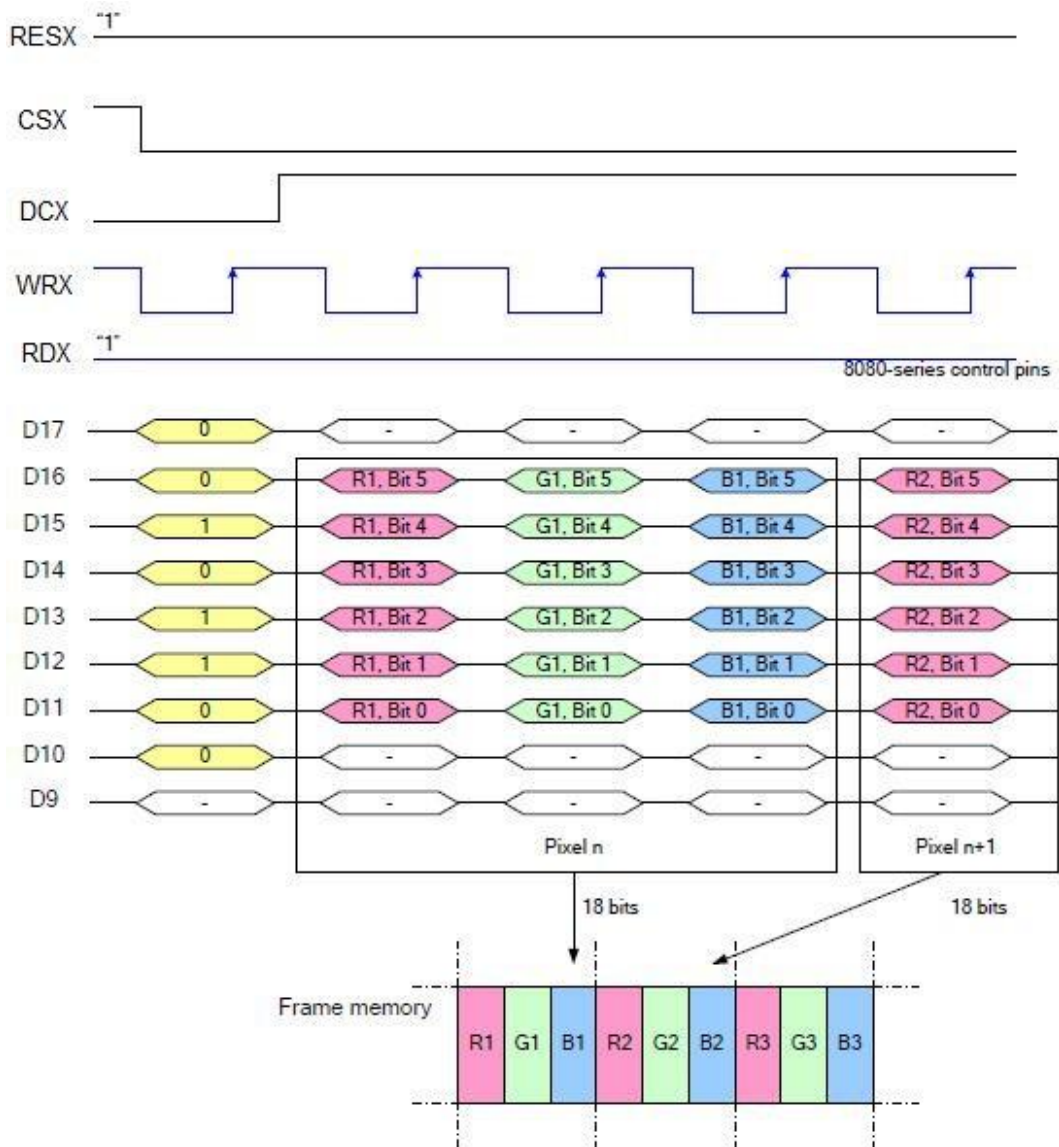 RESX "1"
CSX
DCX
WRX
RDX "1"
8080-series control pins
D17 0 - - - -
D16 0 R1, Bit 5 G1, Bit 5 B1, Bit 5 R2, Bit 5
D15 1 R1, Bit 4 G1, Bit 4 B1, Bit 4 R2, Bit 4
D14 0 R1, Bit 3 G1, Bit 3 B1, Bit 3 R2, Bit 3
D13 1 R1, Bit 2 G1, Bit 2 B1, Bit 2 R2, Bit 2
D12 1 R1, Bit 1 G1, Bit 1 B1, Bit 1 R2, Bit 1
D11 0 R1, Bit 0 G1, Bit 0 B1, Bit 0 R2, Bit 0
D10 0 - - - -
D9 - - - - -
Pixel n Pixel n+1
18 bits 18 bits
Frame memory
R1 G1 B1 R2 G2 B2 R3 G3 B3